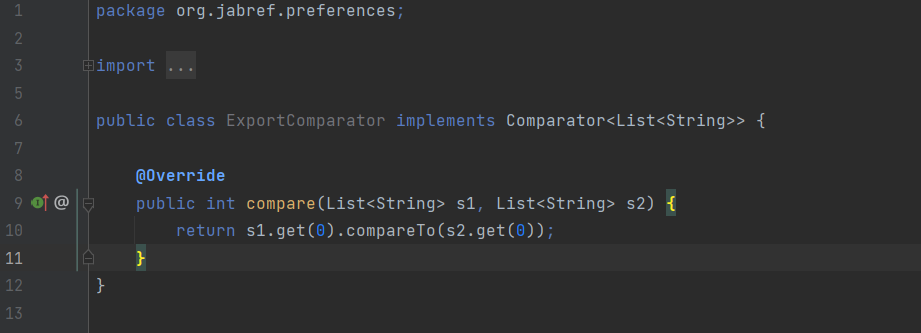 1 package org.jabref.preferences;
2
3 import ...
5
6 public class ExportComparator implements Comparator<List<String>> {
7
8 @Override
9 @ public int compare(List<String> s1, List<String> s2) {
10 return s1.get(0).compareTo(s2.get(0));
11 }
12 }
13